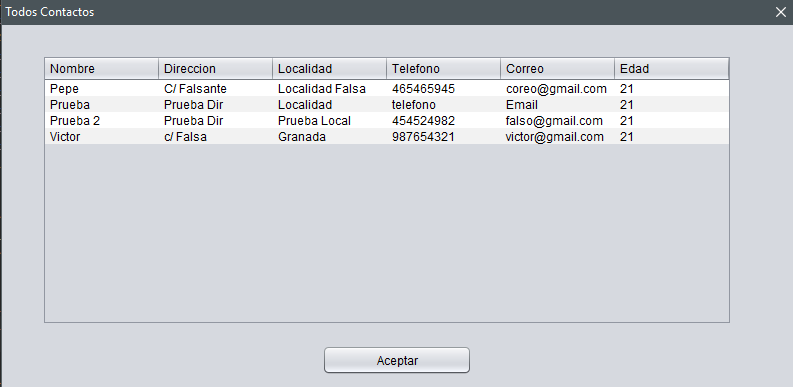 Todos Contactos
Nombre Direccion Localidad Telefono Correo Edad
Pepe C/ Falsante Localidad Falsa 465465945 coreo@gmail.com 21
Prueba Prueba Dir Localidad telefono Email 21
Prueba 2 Prueba Dir Prueba Local 454524982 falso@gmail.com 21
Victor c/ Falsa Granada 987654321 victor@gmail.com 21
Aceptar